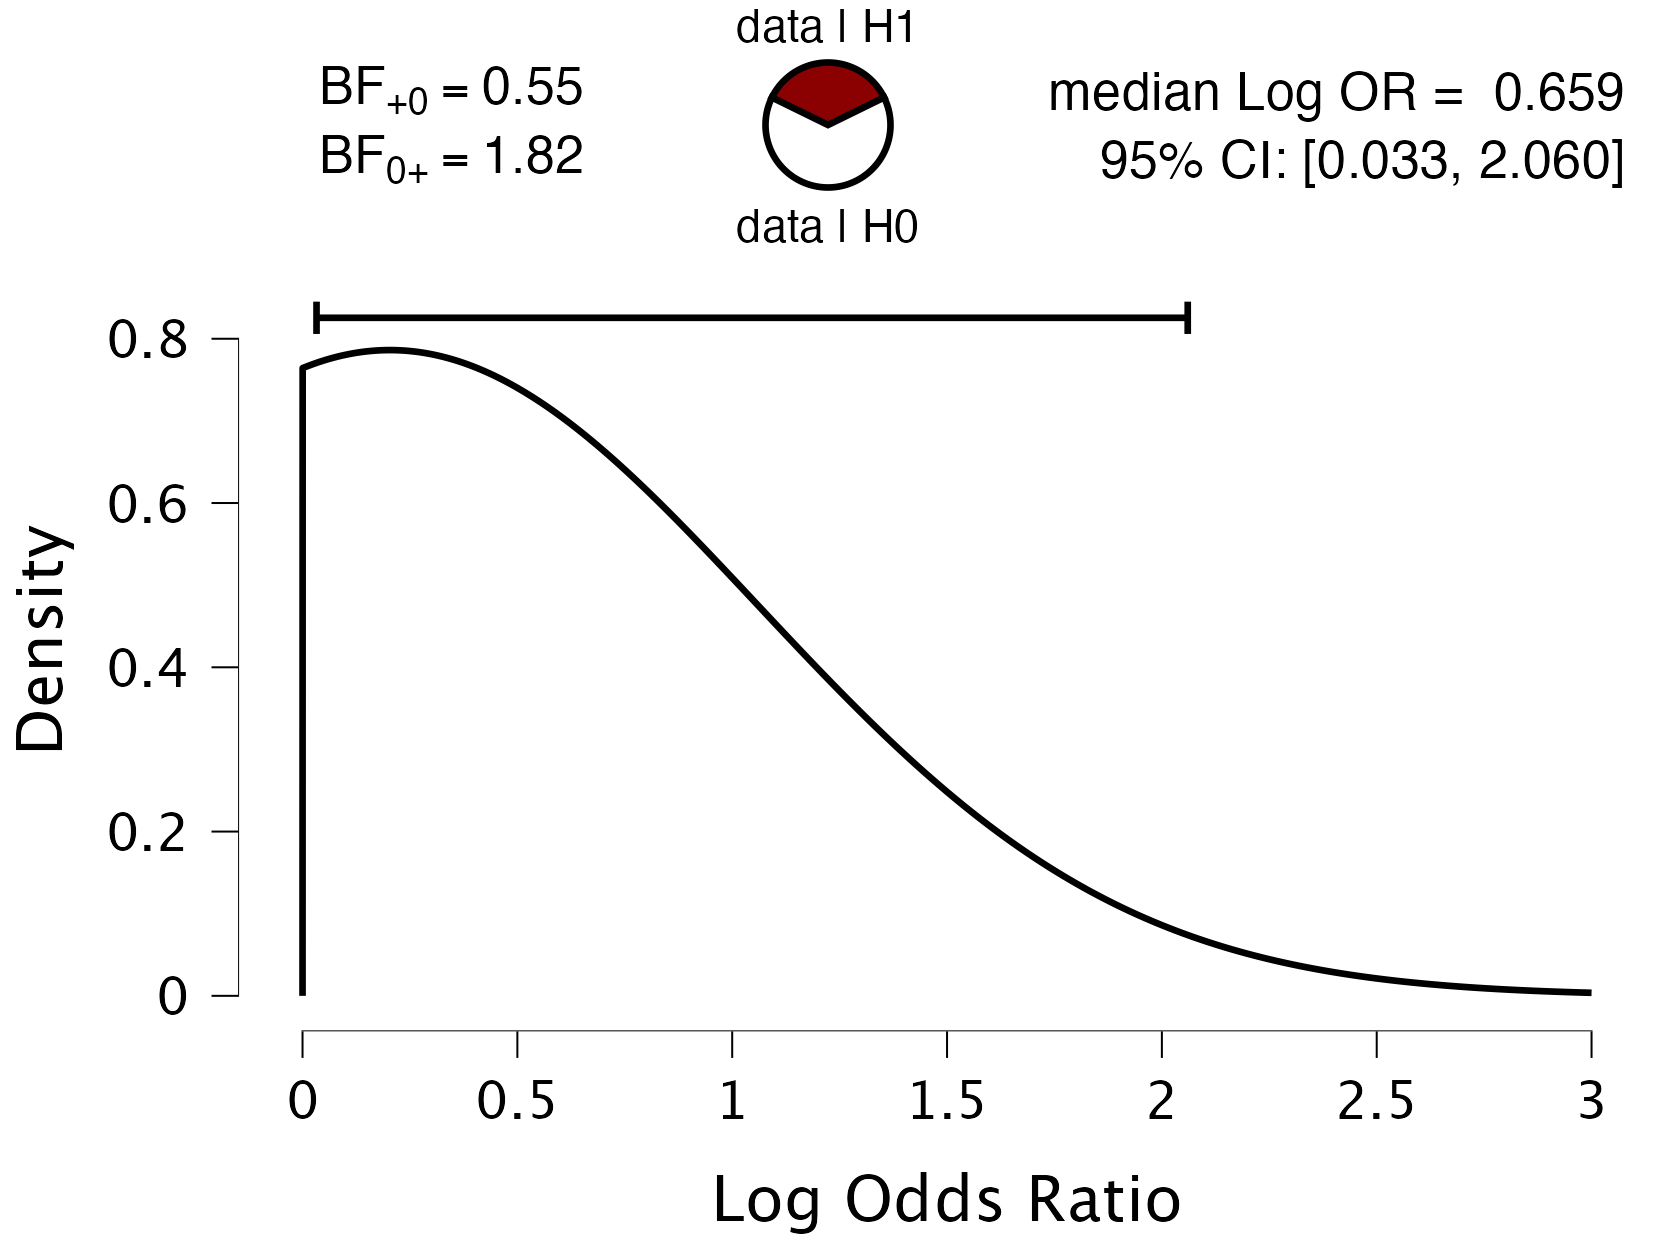 data | H1
BF+0 = 0.55
BF0+ = 1.82
median Log OR = 0.659
95% CI: [0.033, 2.060]
data | H0
0.8
0.6
0.4
0.2
0
Density
0 0.5 1 1.5 2 2.5 3
Log Odds Ratio